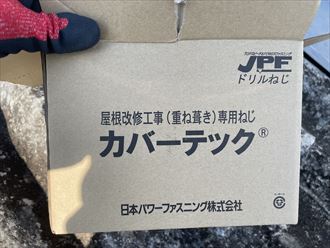 JPF
ドリルねじ
屋根改修工事(重ね葺き)専用ねじ
カバーテック®
日本パワーファスニング株式会社